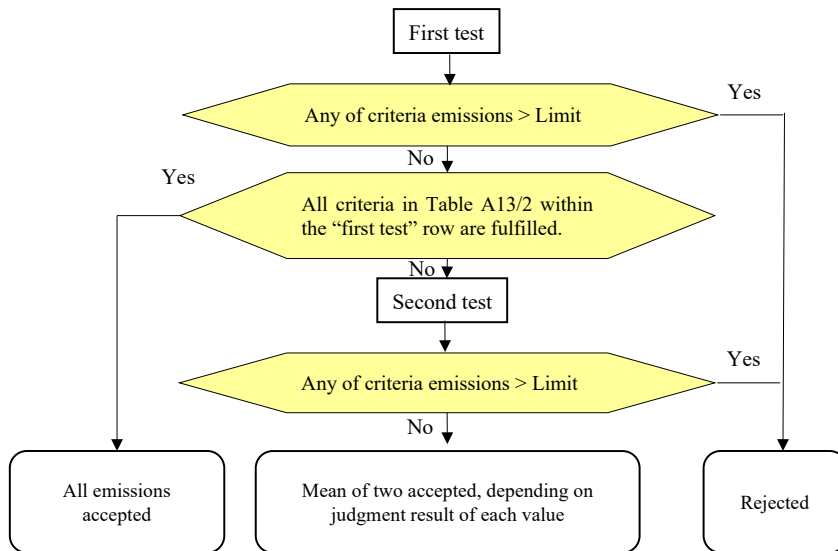 First test
Yes
Any of criteria emissions > Limit
No
Yes
All criteria in Table A13/2 within
the “first test” row are fulfilled.
No
Second test
Yes
Any of criteria emissions > Limit
No
All emissions
accepted
Mean of two accepted, depending on
judgment result of each value
Rejected